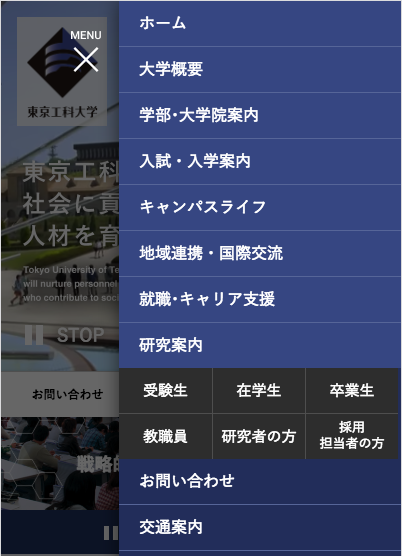 MENU
東京工科大学
東京工科
社会に貢
人材を育
Tokyo University of Te
will nurture personnel
who contribute to soci
STOP
お問い合わせ
戦略的
ホーム
大学概要
学部･大学院案内
入試・入学案内
キャンパスライフ
地域連携・国際交流
就職･キャリア支援
研究案内
受験生
在学生
卒業生
教職員
研究者の方
採用
担当者の方
お問い合わせ
交通案内